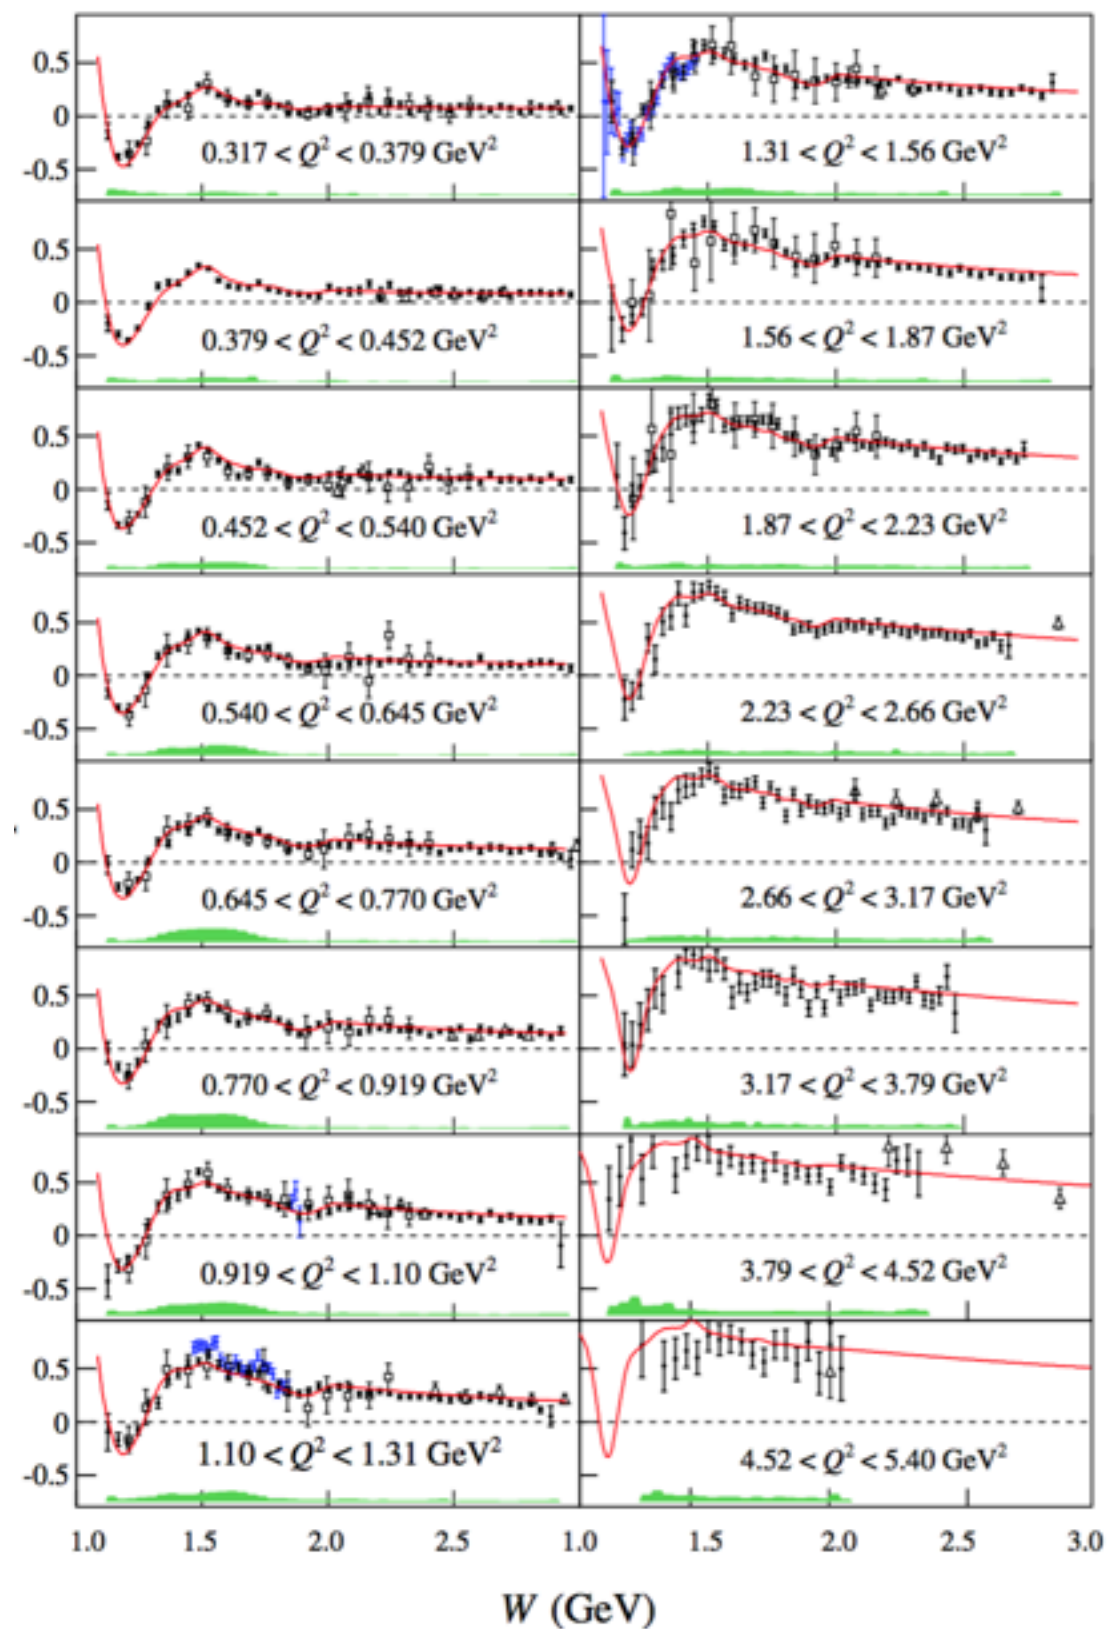 0.5
0
-0.5
0.317 < Q² < 0.379 GeV²
0.5
0
-0.5
0.379 < Q² < 0.452 GeV²
0.5
0
-0.5
0.452 < Q² < 0.540 GeV²
0.5
0
-0.5
0.540 < Q² < 0.645 GeV²
0.5
0
-0.5
0.645 < Q² < 0.770 GeV²
0.5
0
-0.5
0.770 < Q² < 0.919 GeV²
0.5
0
-0.5
0.919 < Q² < 1.10 GeV²
0.5
0
-0.5
1.10 < Q² < 1.31 GeV²
1.31 < Q² < 1.56 GeV²
1.56 < Q² < 1.87 GeV²
1.87 < Q² < 2.23 GeV²
2.23 < Q² < 2.66 GeV²
2.66 < Q² < 3.17 GeV²
3.17 < Q² < 3.79 GeV²
3.79 < Q² < 4.52 GeV²
4.52 < Q² < 5.40 GeV²
1.0 1.5 2.0 2.5 1.0 1.5 2.0 2.5 3.0
W (GeV)